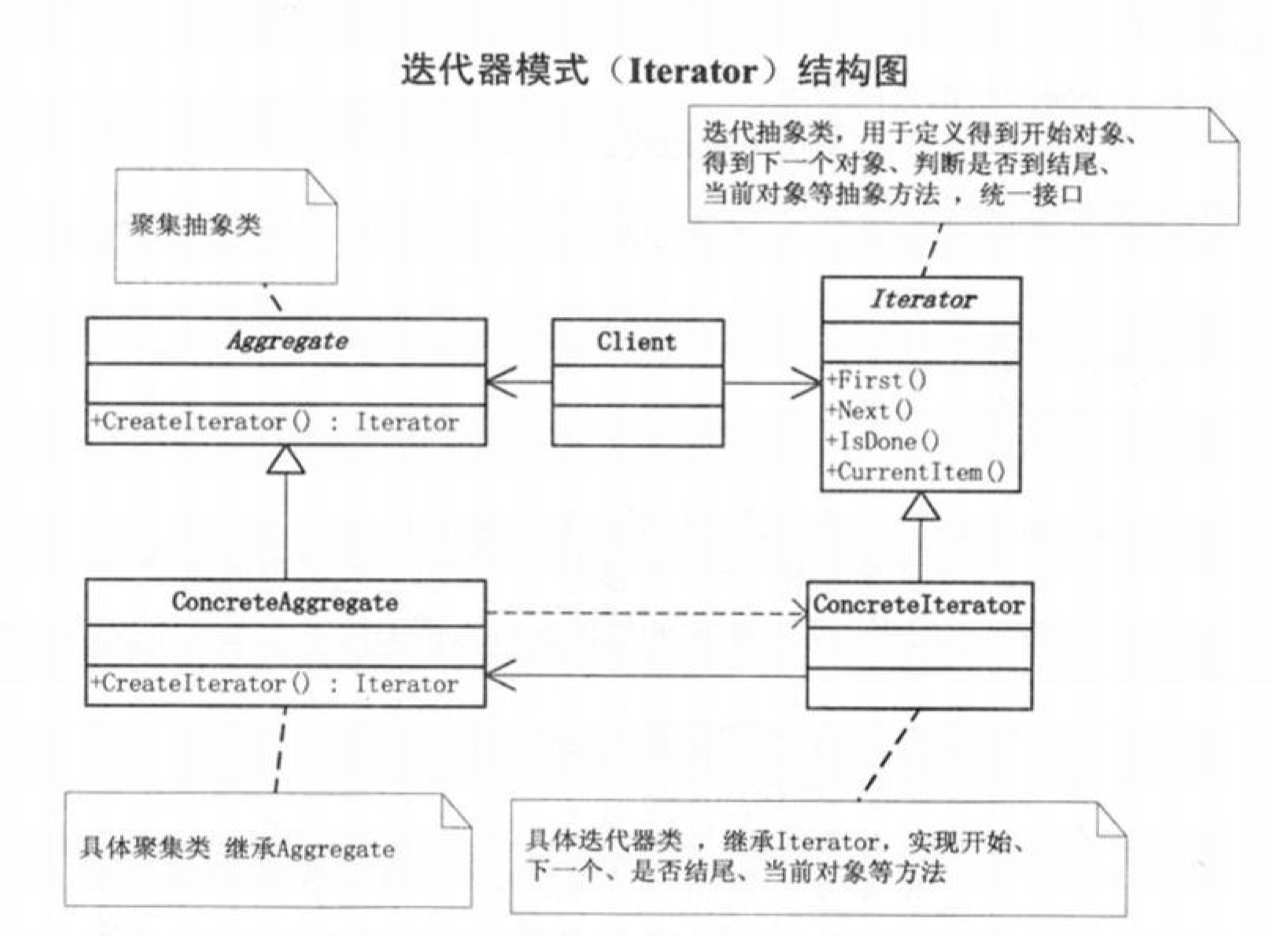 迭代器模式（Iterator）结构图
迭代抽象类，用于定义得到开始对象、
得到下一个对象、判断是否到结尾、
当前对象等抽象方法 ，统一接口
聚集抽象类
Iterator
Aggregate
Client
+First()
+Next()
+IsDone()
+CurrentItem()
+CreateIterator() : Iterator
ConcreteAggregate
ConcreteIterator
+CreateIterator() : Iterator
具体聚集类 继承Aggregate
具体迭代器类 ，继承Iterator，实现开始、
下一个、是否结尾、当前对象等方法